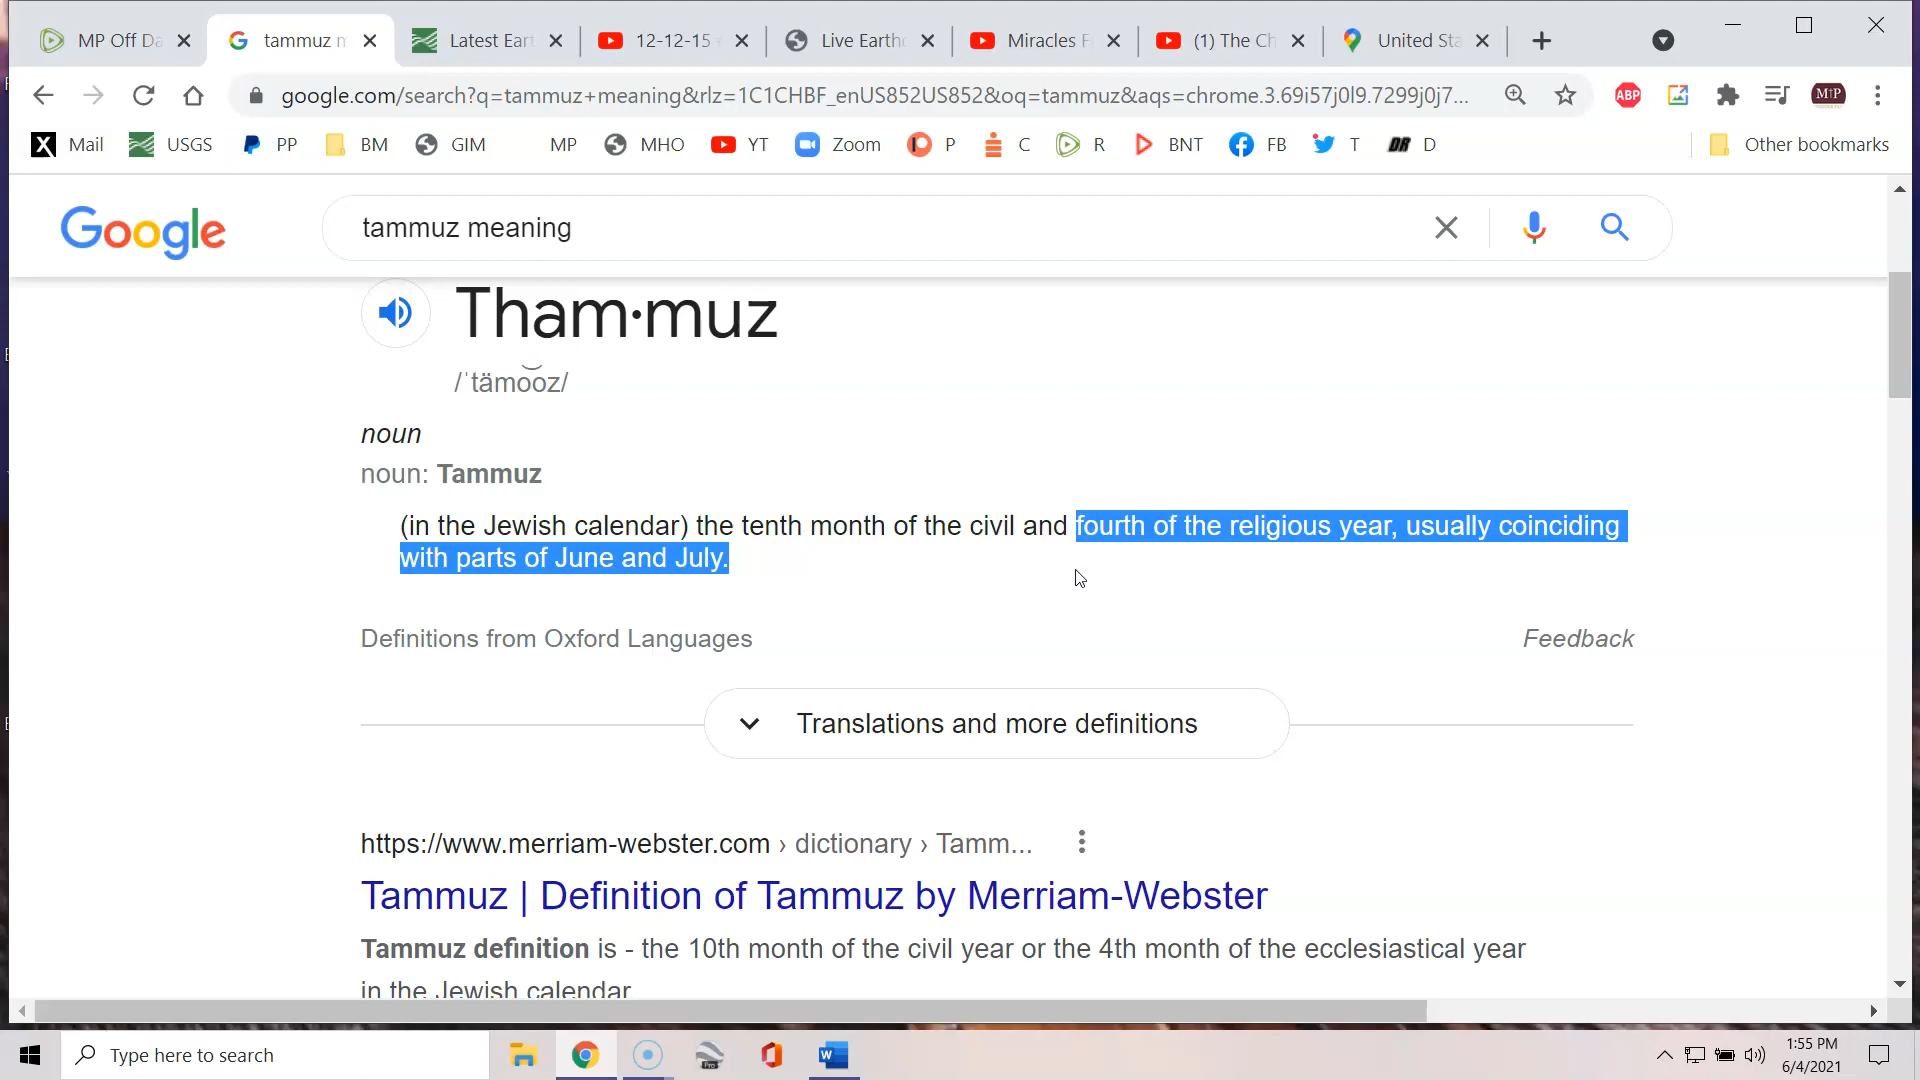 MP Off Da
tammuz m
Latest Eart
12-12-15
Live Earth
Miracles F
(1) The Ch
United Sta
google.com/search?q=tammuz+meaning&rlz=1C1CHBF_enUS852US852&oq=tammuz&aqs=chrome.3.69i57j0l9.7299j0j7...
ABP
M†P
X Mail USGS PP BM GIM MP MHO YT Zoom P C R BNT FB T DR D Other bookmarks
Google
tammuz meaning
Tham·muz
/ˈtämo͝oz/
noun
noun: Tammuz
(in the Jewish calendar) the tenth month of the civil and fourth of the religious year, usually coinciding
with parts of June and July.
Definitions from Oxford Languages
Feedback
Translations and more definitions
https://www.merriam-webster.com › dictionary › Tamm...
Tammuz | Definition of Tammuz by Merriam-Webster
Tammuz definition is - the 10th month of the civil year or the 4th month of the ecclesiastical year
in the Jewish calendar
Type here to search
1:55 PM
6/4/2021